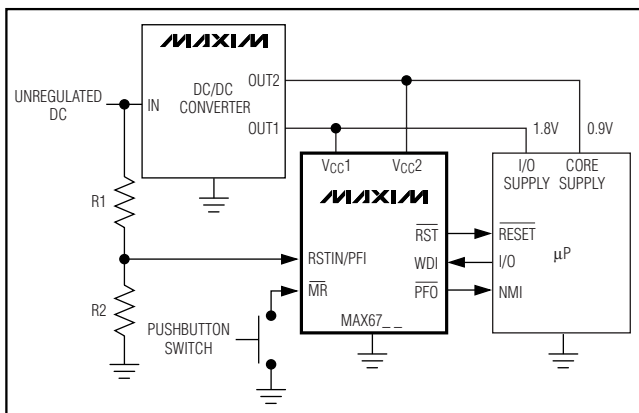 MAXIM
DC/DC
CONVERTER
UNREGULATED
DC
IN
OUT2
OUT1
1.8V
0.9V
R1
R2
VCC1
VCC2
MAXIM
RSTIN/PFI
MR
RST
WDI
PFO
MAX67_ _
I/O
SUPPLY
CORE
SUPPLY
RESET
I/O
NMI
μP
PUSHBUTTON
SWITCH